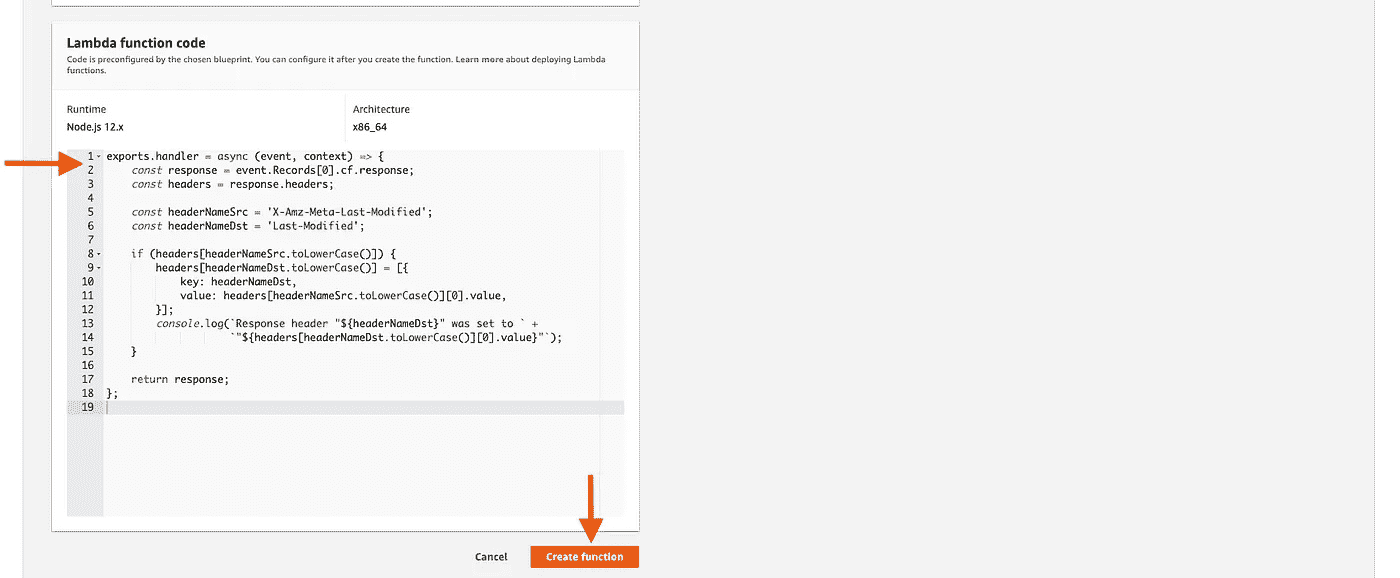 Lambda function code
Code is preconfigured by the chosen blueprint. You can configure it after you create the function. Learn more about deploying Lambda
functions.
Runtime
Node.js 12.x
Architecture
x86_64
1 exports.handler = async (event, context) => {
2     const response = event.Records[0].cf.response;
3     const headers = response.headers;
4
5     const headerNameSrc = 'X-Amz-Meta-Last-Modified';
6     const headerNameDst = 'Last-Modified';
7
8     if (headers[headerNameSrc.toLowerCase()]) {
9         headers[headerNameDst.toLowerCase()] = [{
10             key: headerNameDst,
11             value: headers[headerNameSrc.toLowerCase()][0].value,
12         }];
13         console.log(`Response header "${headerNameDst}" was set to ` +
14                     `"${headers[headerNameDst.toLowerCase()][0].value}"`);
15     }
16
17     return response;
18 };
19
Cancel
Create function